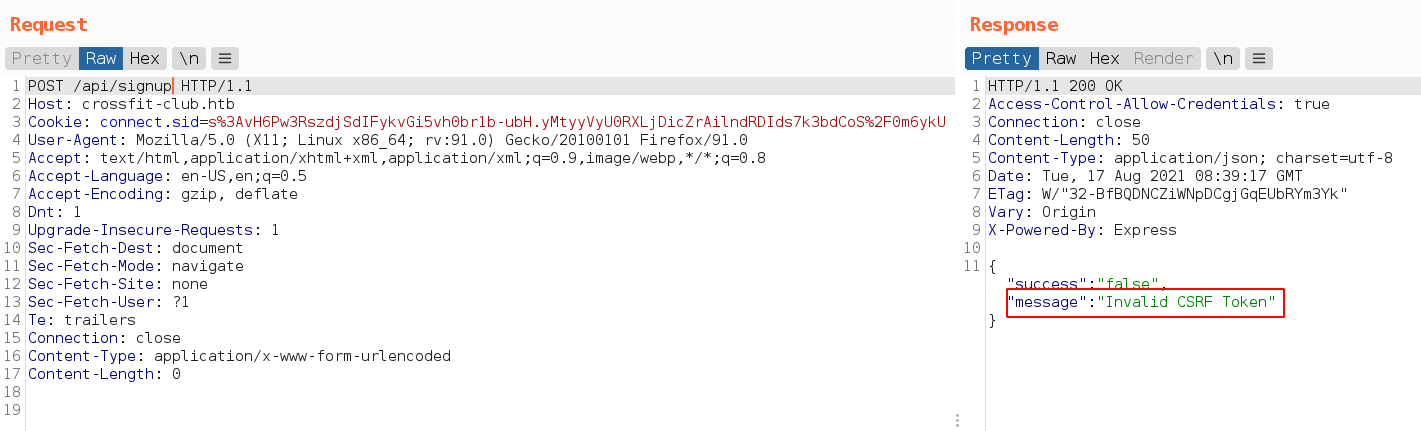 Request
Pretty Raw Hex \n ≡
1 POST /api/signup HTTP/1.1
2 Host: crossfit-club.htb
3 Cookie: connect.sid=s%3AvH6Pw3RszdjSdIFykvGi5vh0br1b-ubH.yMtyyVyU0RXLjDicZrAilndRDIds7k3bdCoS%2F0m6ykU
4 User-Agent: Mozilla/5.0 (X11; Linux x86_64; rv:91.0) Gecko/20100101 Firefox/91.0
5 Accept: text/html,application/xhtml+xml,application/xml;q=0.9,image/webp,*/*;q=0.8
6 Accept-Language: en-US,en;q=0.5
7 Accept-Encoding: gzip, deflate
8 Dnt: 1
9 Upgrade-Insecure-Requests: 1
10 Sec-Fetch-Dest: document
11 Sec-Fetch-Mode: navigate
12 Sec-Fetch-Site: none
13 Sec-Fetch-User: ?1
14 Te: trailers
15 Connection: close
16 Content-Type: application/x-www-form-urlencoded
17 Content-Length: 0
18
19
Response
Pretty Raw Hex Render \n ≡
1 HTTP/1.1 200 OK
2 Access-Control-Allow-Credentials: true
3 Connection: close
4 Content-Length: 50
5 Content-Type: application/json; charset=utf-8
6 Date: Tue, 17 Aug 2021 08:39:17 GMT
7 ETag: W/"32-BfBQDNCZiWNpDCgjGqEUbRYm3Yk"
8 Vary: Origin
9 X-Powered-By: Express
10
11 {
"success":"false",
"message":"Invalid CSRF Token"
}